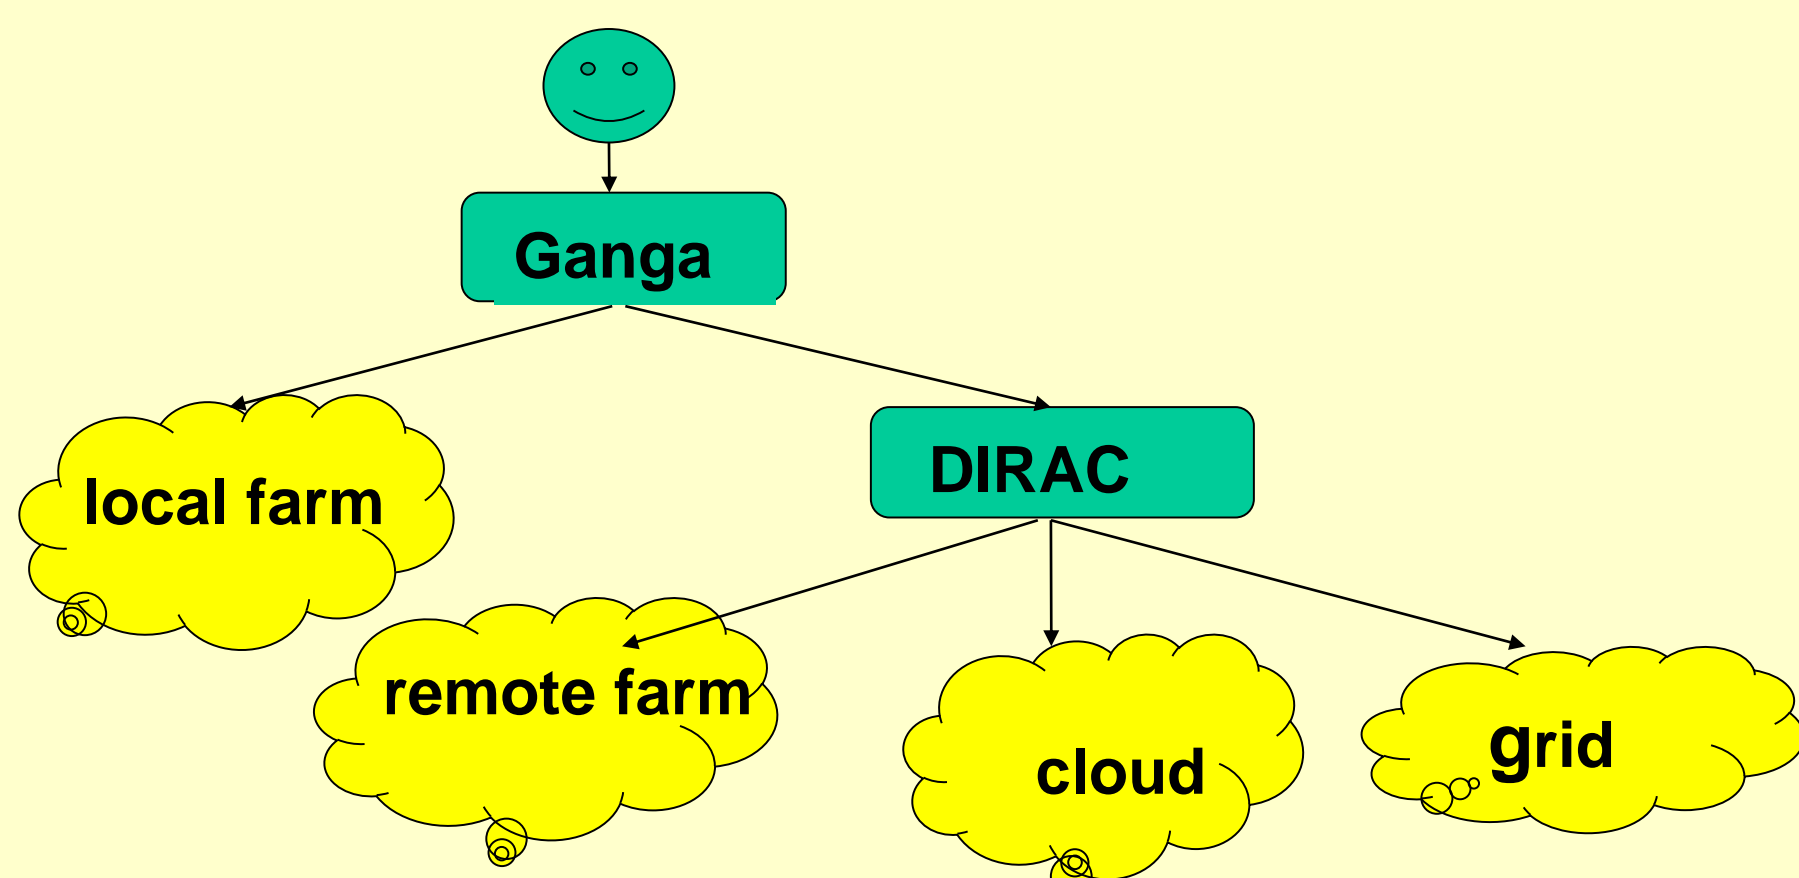 Ganga
local farm
DIRAC
remote farm
cloud
grid